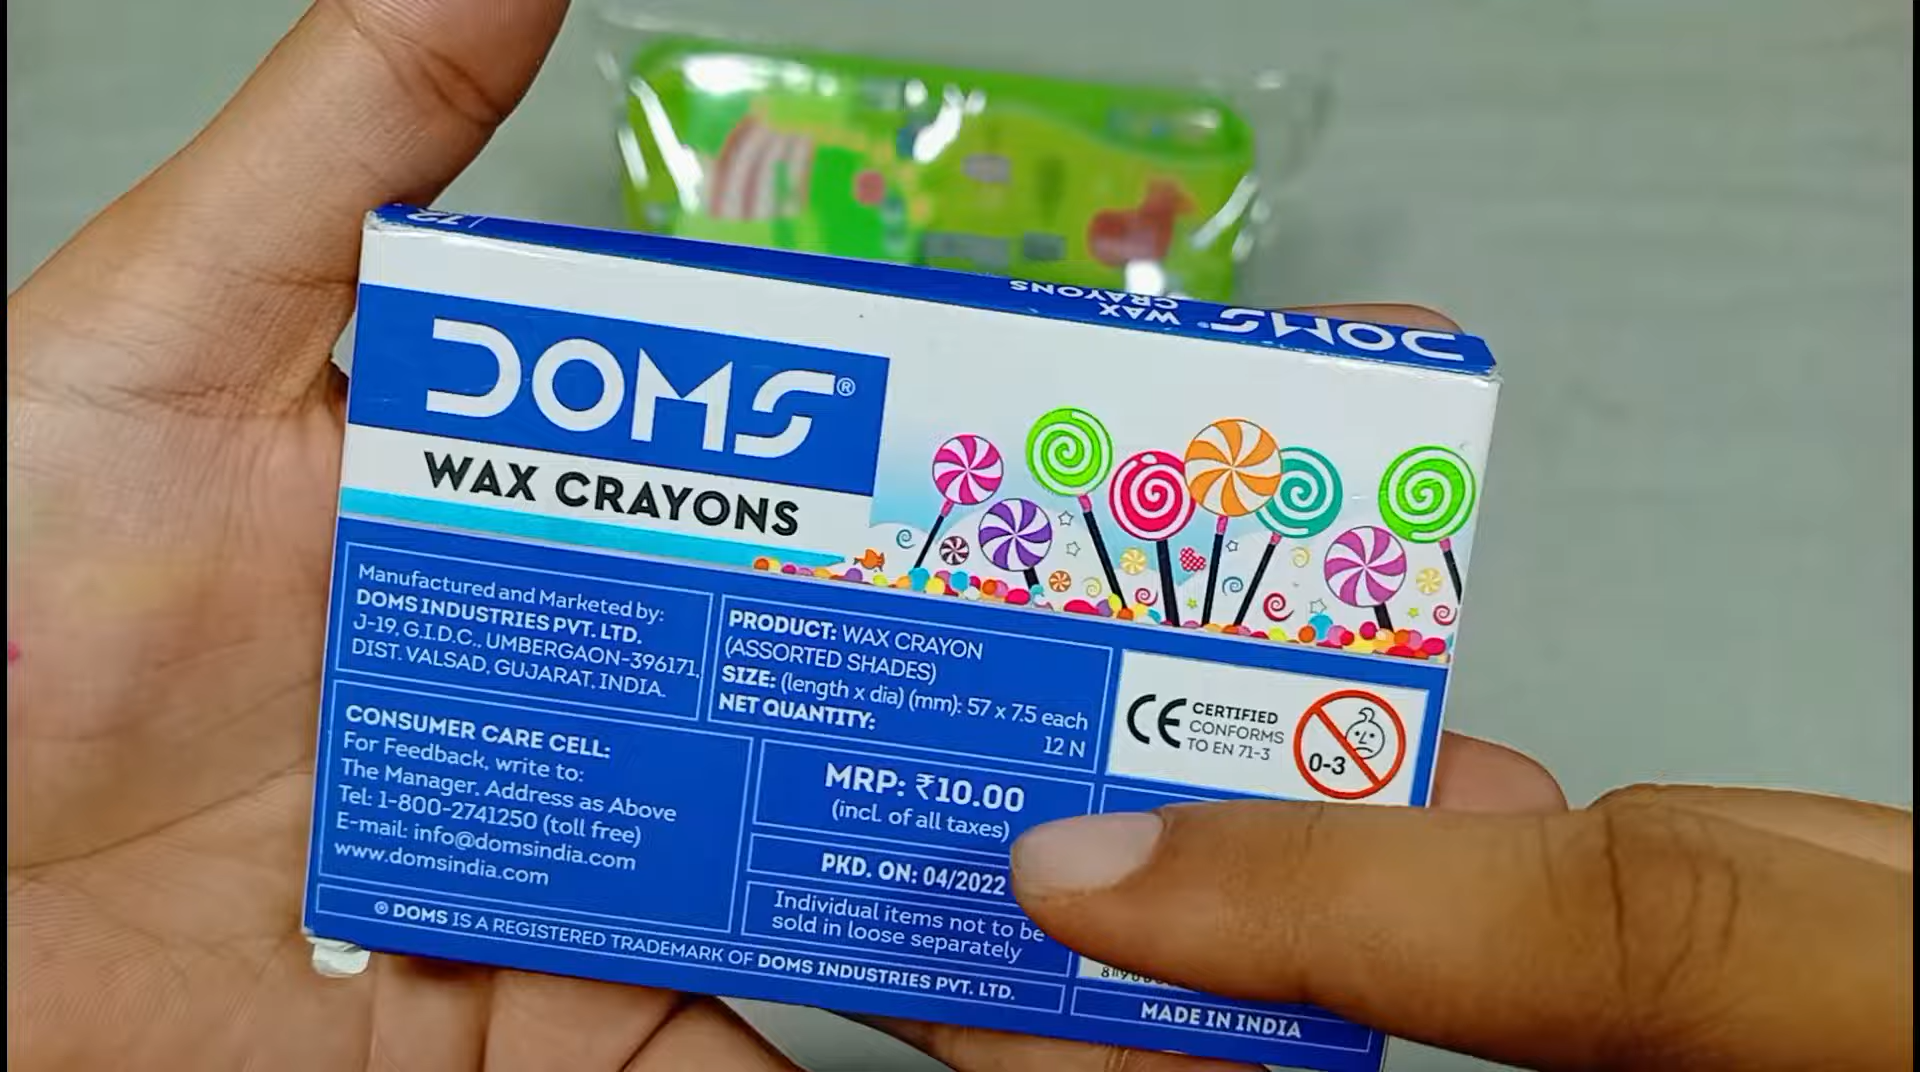 12
DOMS® WAX CRAYONS
DOMS®
WAX CRAYONS
Manufactured and Marketed by:
DOMS INDUSTRIES PVT. LTD.
J-19, G.I.D.C., UMBERGAON-396171,
DIST. VALSAD, GUJARAT, INDIA.
PRODUCT: WAX CRAYON
(ASSORTED SHADES)
SIZE: (length x dia) (mm): 57 x 7.5 each
NET QUANTITY:
12 N
CE CERTIFIED
CONFORMS
TO EN 71-3
0-3
CONSUMER CARE CELL:
For Feedback, write to:
The Manager. Address as Above
Tel: 1-800-2741250 (toll free)
E-mail: info@domsindia.com
www.domsindia.com
MRP: ₹10.00
(incl. of all taxes)
PKD. ON: 04/2022
Individual items not to be
sold in loose separately
® DOMS IS A REGISTERED TRADEMARK OF DOMS INDUSTRIES PVT. LTD.
MADE IN INDIA